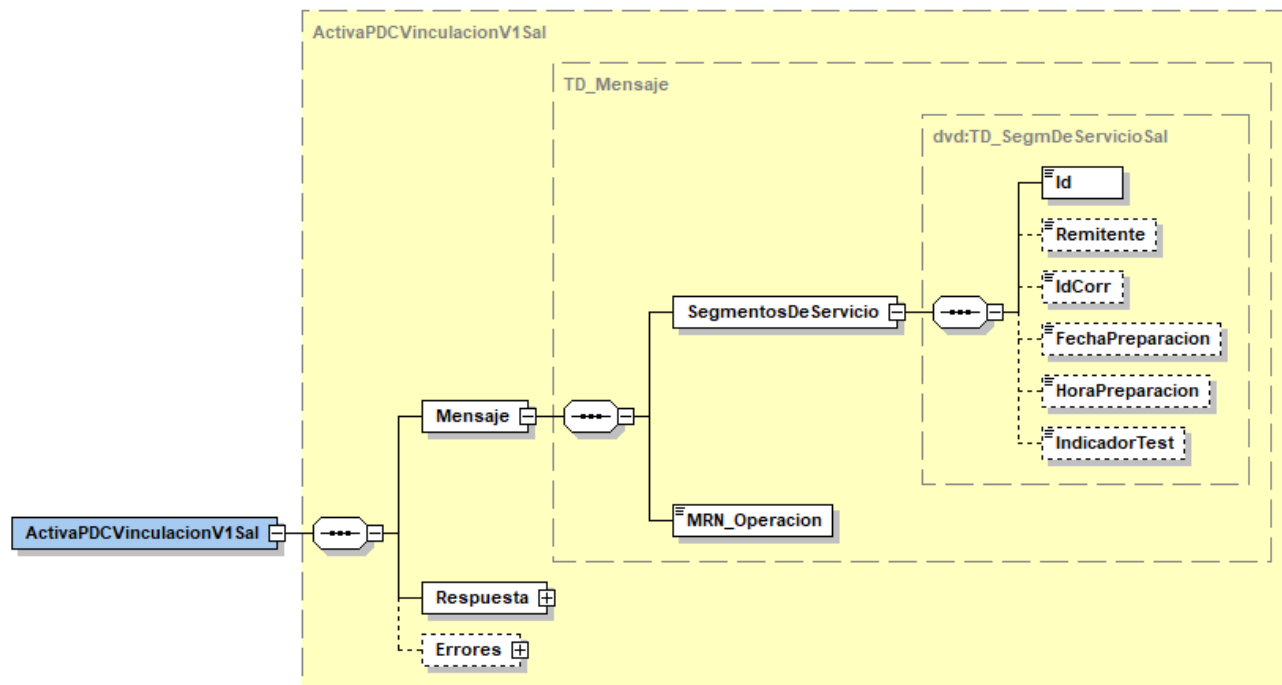 ActivaPDCVinculacionV1Sal
TD_Mensaje
dvd:TD_SegmDeServicioSal
Id
Remitente
IdCorr
SegmentosDeServicio
FechaPreparacion
HoraPreparacion
Mensaje
IndicadorTest
MRN_Operacion
ActivaPDCVinculacionV1Sal
Respuesta
Errores